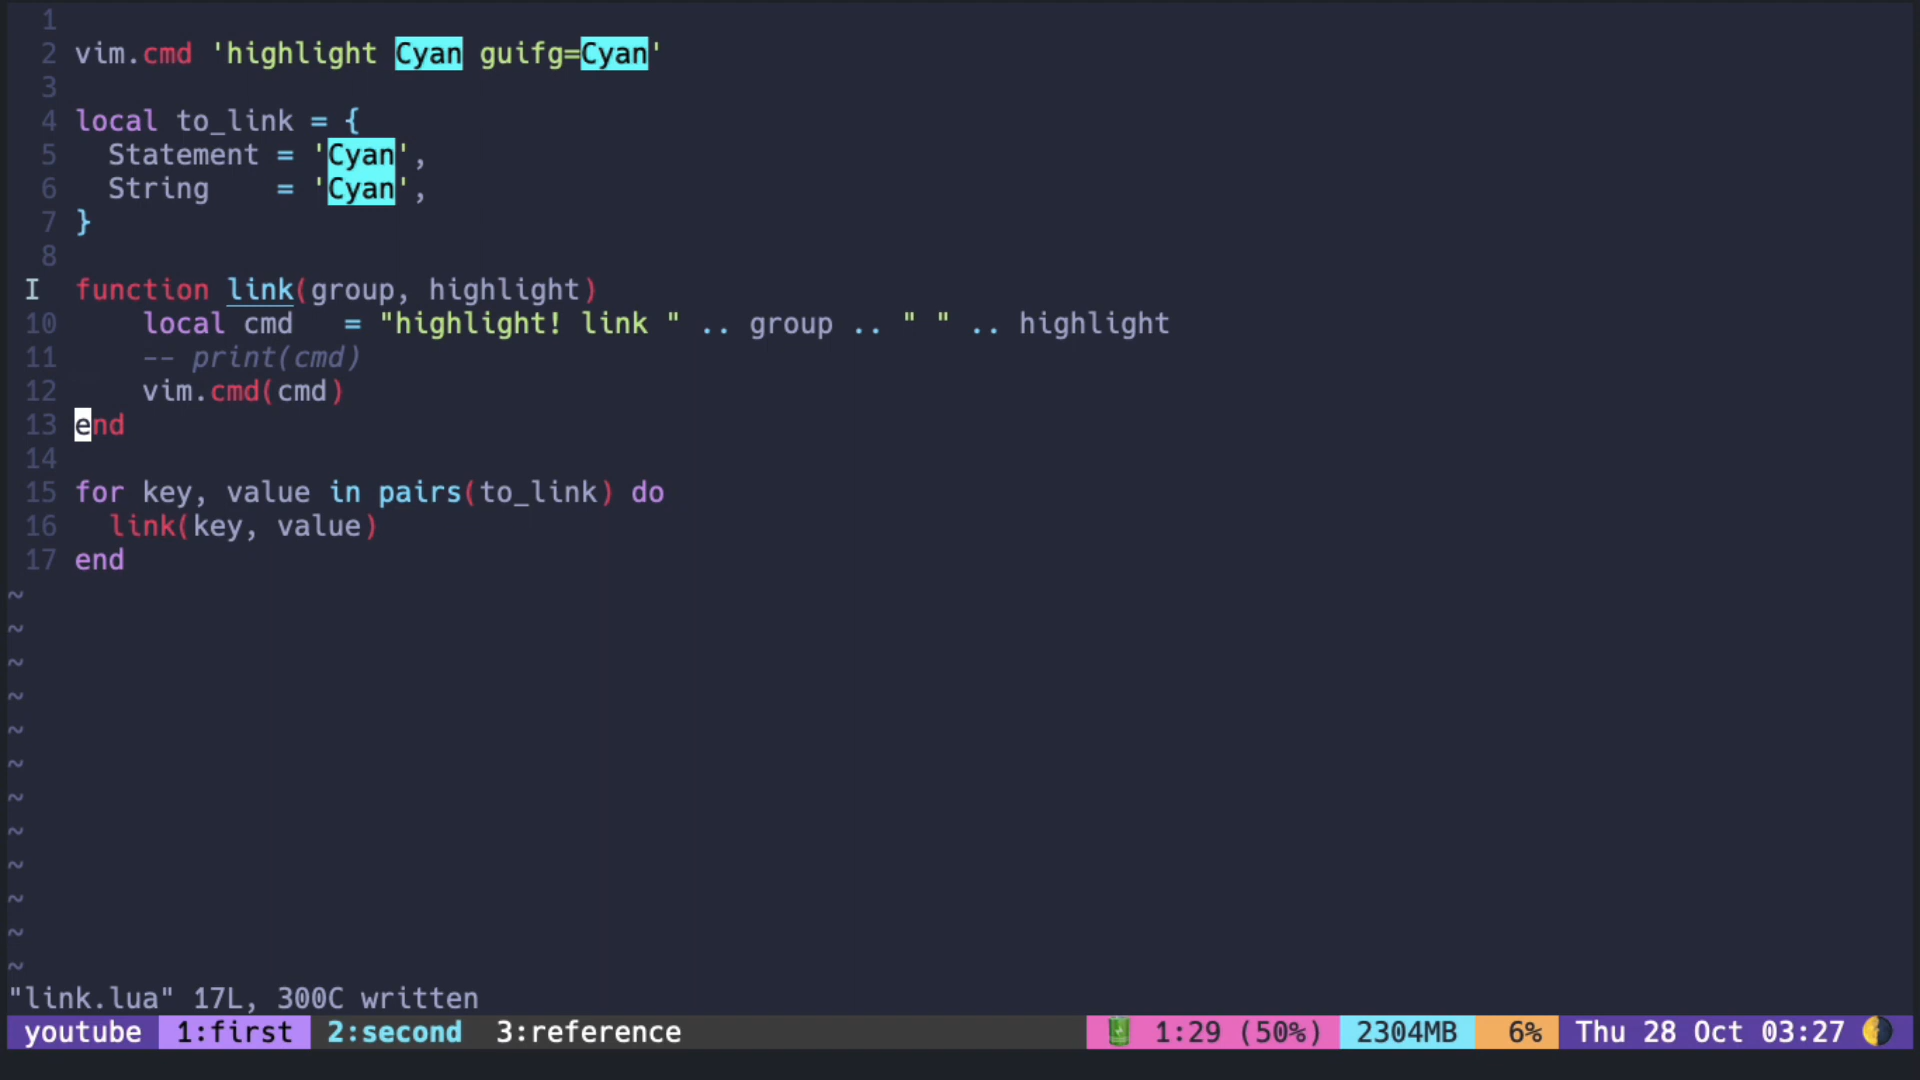 1
2 vim.cmd 'highlight Cyan guifg=Cyan'
3
4 local to_link = {
5   Statement = 'Cyan',
6   String    = 'Cyan',
7 }
8
I function link(group, highlight)
10     local cmd   = "highlight! link " .. group .. " " .. highlight
11     -- print(cmd)
12     vim.cmd(cmd)
13 end
14
15 for key, value in pairs(to_link) do
16   link(key, value)
17 end
~
~
~
~
~
~
~
~
~
~
~
~
"link.lua" 17L, 300C written
youtube 1:first 2:second 3:reference 1:29 (50%) 2304MB 6% Thu 28 Oct 03:27